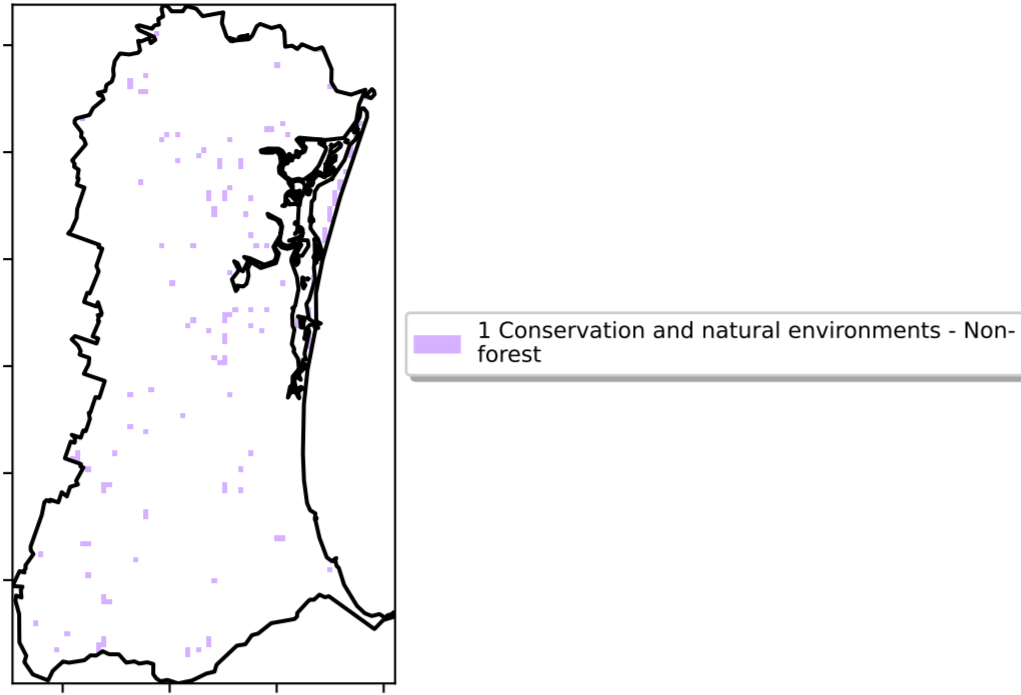 1 Conservation and natural environments - Non-
forest